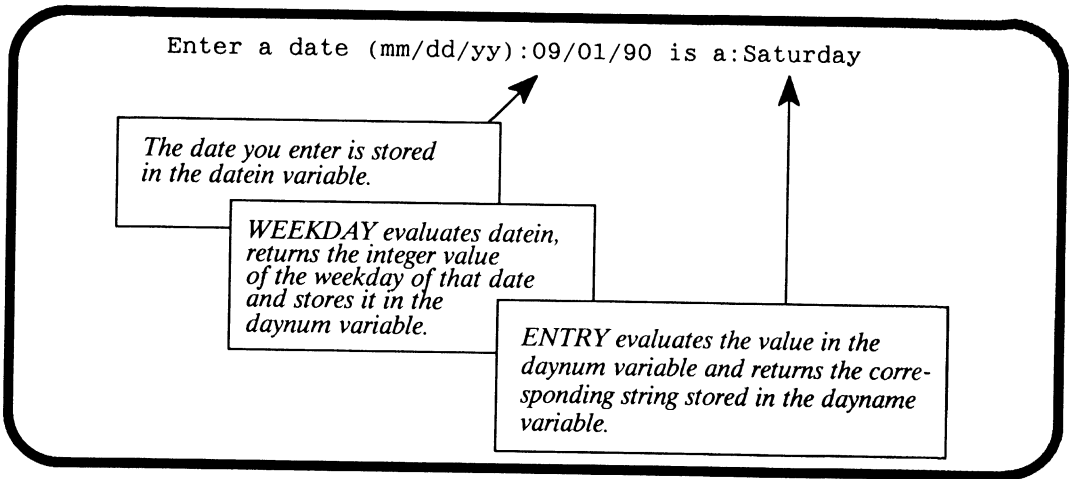 Enter a date (mm/dd/yy):09/01/90 is a:Saturday
The date you enter is stored
in the datein variable.
WEEKDAY evaluates datein,
returns the integer value
of the weekday of that date
and stores it in the
daynum variable.
ENTRY evaluates the value in the
daynum variable and returns the corre-
sponding string stored in the dayname
variable.